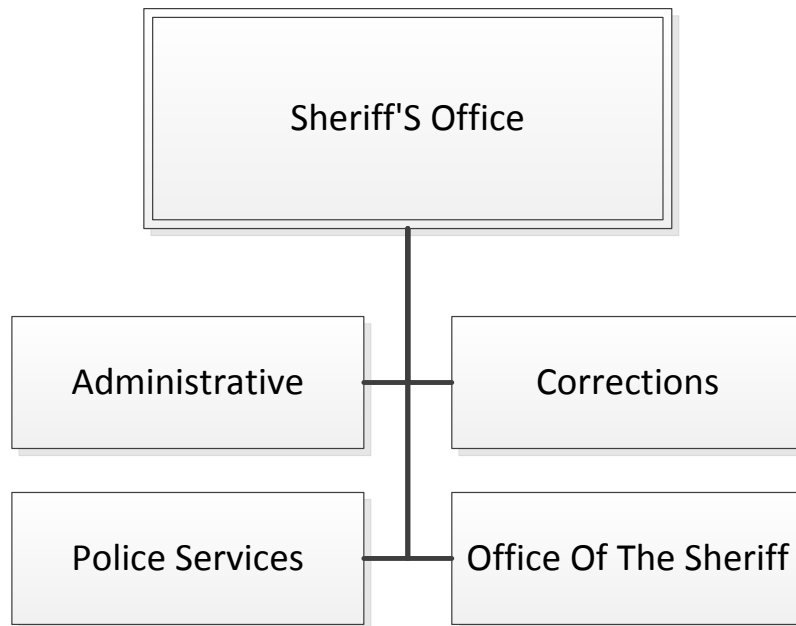 Sheriff'S Office
Administrative
Corrections
Police Services
Office Of The Sheriff